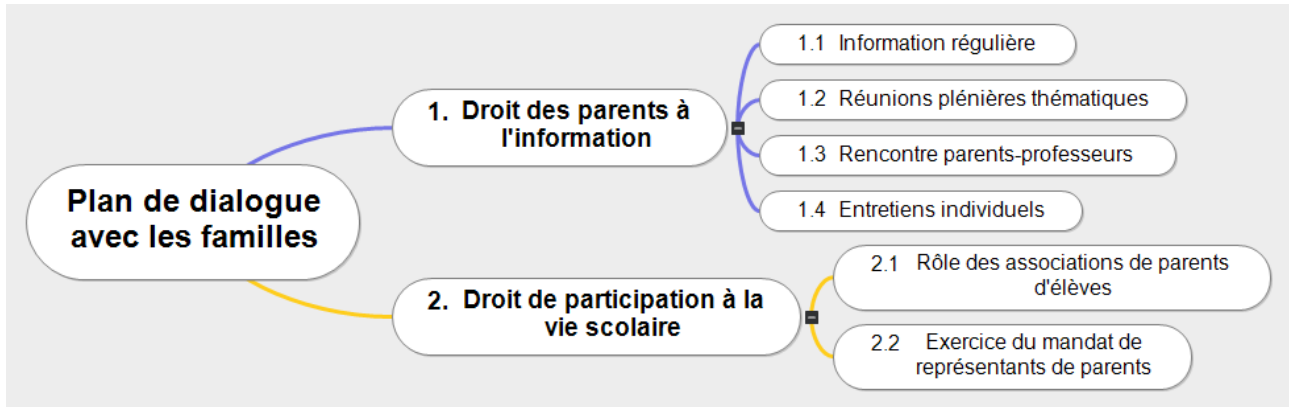 Plan de dialogue
avec les familles
1. Droit des parents à
l'information
1.1 Information régulière
1.2 Réunions plénières thématiques
1.3 Rencontre parents-professeurs
1.4 Entretiens individuels
2. Droit de participation à la
vie scolaire
2.1 Rôle des associations de parents
d'élèves
2.2 Exercice du mandat de
représentants de parents